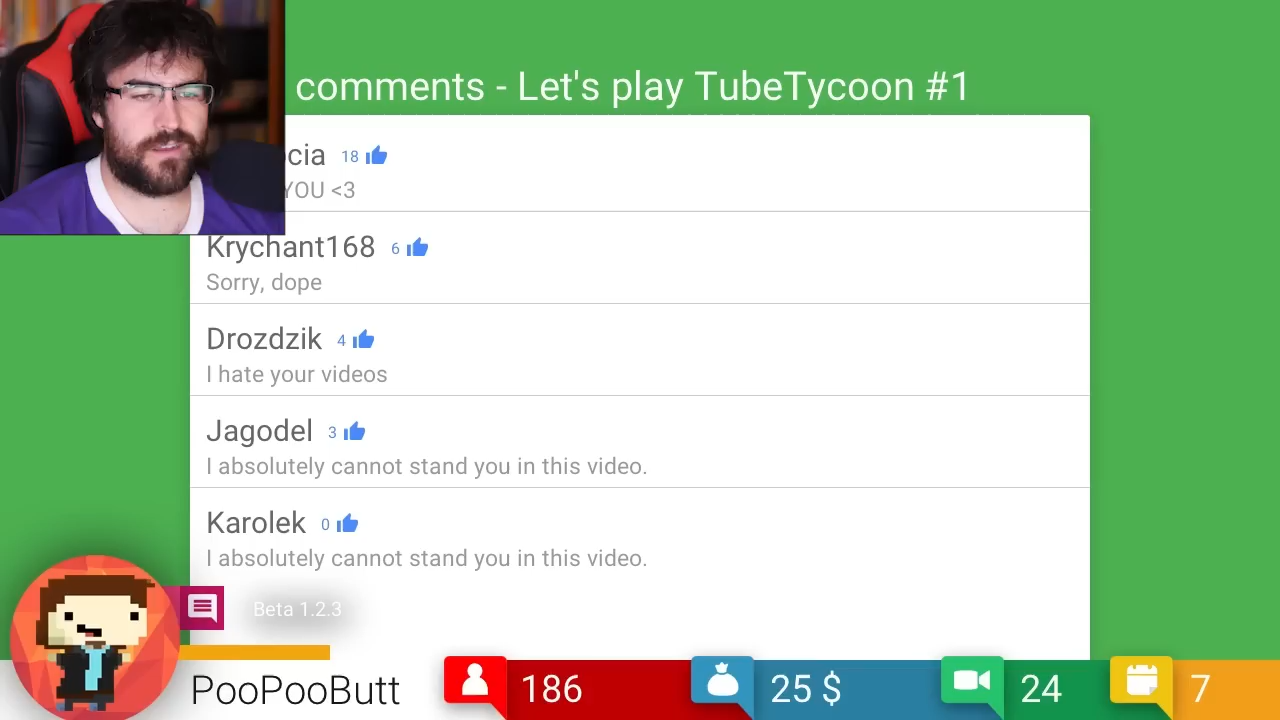 comments - Let's play TubeTycoon #1
18
YOU <3
Krychant168 6
Sorry, dope
Drozdzik 4
I hate your videos
Jagodel 3
I absolutely cannot stand you in this video.
Karolek 0
I absolutely cannot stand you in this video.
Beta 1.2.3
PooPooButt 186 25 $ 24 7